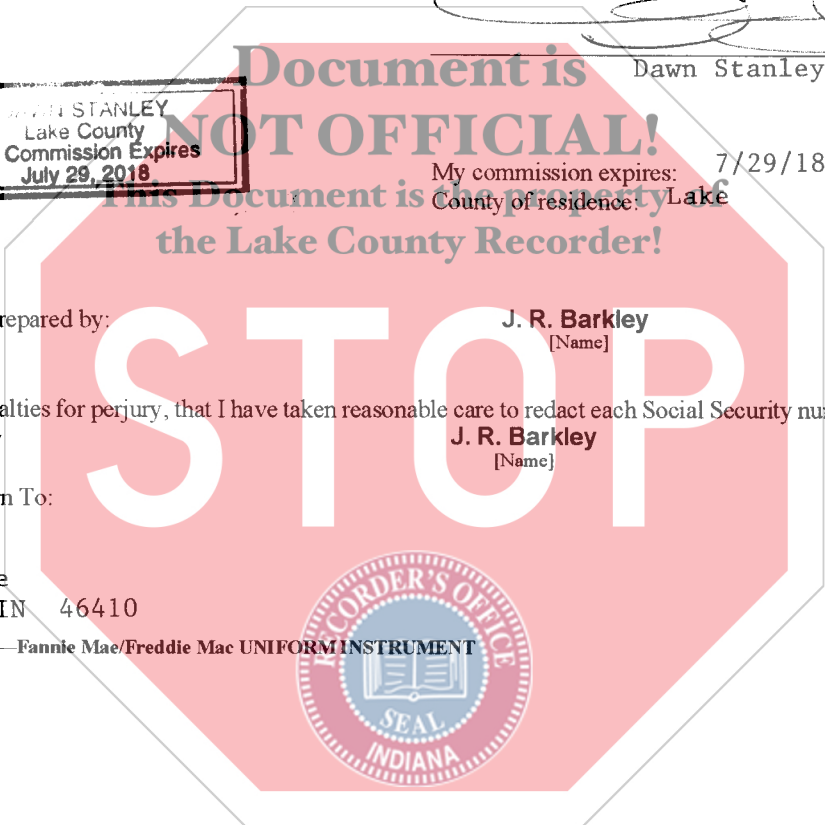 Document is
Dawn Stanley
STANLEY
Lake County
Commission Expires
July 29, 2018
NOT OFFICIAL!
My commission expires: 7/29/18
This Document is the property of
County of residence: Lake
the Lake County Recorder!
repared by:
J. R. Barkley
[Name]
STOP
alties for perjury, that I have taken reasonable care to redact each Social Security nu
J. R. Barkley
[Name]
n To:
e
IN 46410
—Fannie Mae/Freddie Mac UNIFORM INSTRUMENT
RECORDER'S OFFICE
SEAL
INDIANA